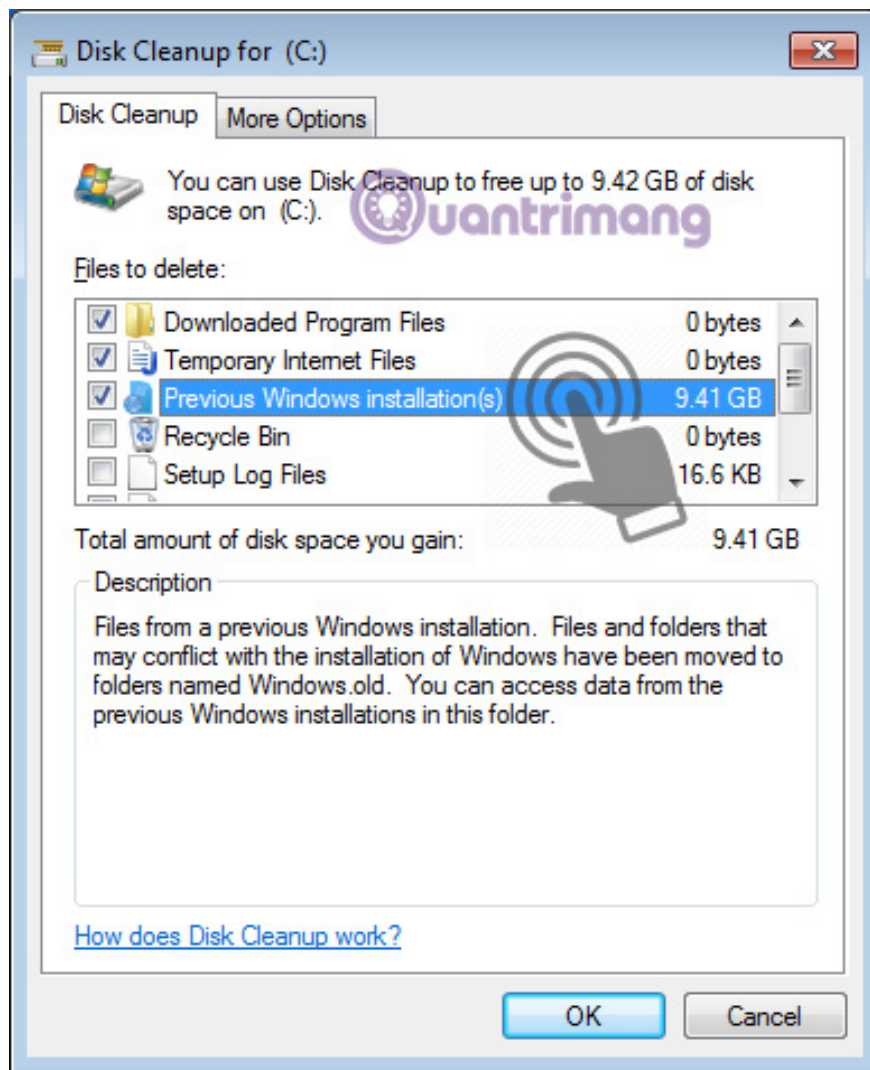 Disk Cleanup for (C:)
Disk Cleanup
More Options
You can use Disk Cleanup to free up to 9.42 GB of disk
space on (C:).
Quantrimang
Files to delete:
Downloaded Program Files 0 bytes
Temporary Internet Files 0 bytes
Previous Windows installation(s) 9.41 GB
Recycle Bin 0 bytes
Setup Log Files 16.6 KB
Total amount of disk space you gain: 9.41 GB
Description
Files from a previous Windows installation. Files and folders that
may conflict with the installation of Windows have been moved to
folders named Windows.old. You can access data from the
previous Windows installations in this folder.
How does Disk Cleanup work?
OK
Cancel